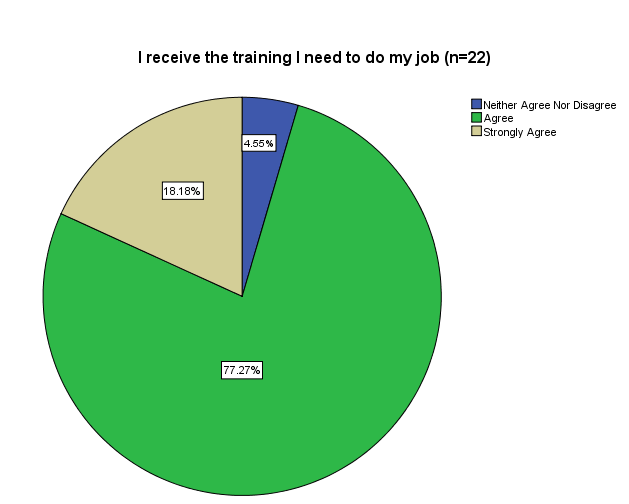 I receive the training I need to do my job (n=22)
Neither Agree Nor Disagree
Agree
Strongly Agree
4.55%
18.18%
77.27%